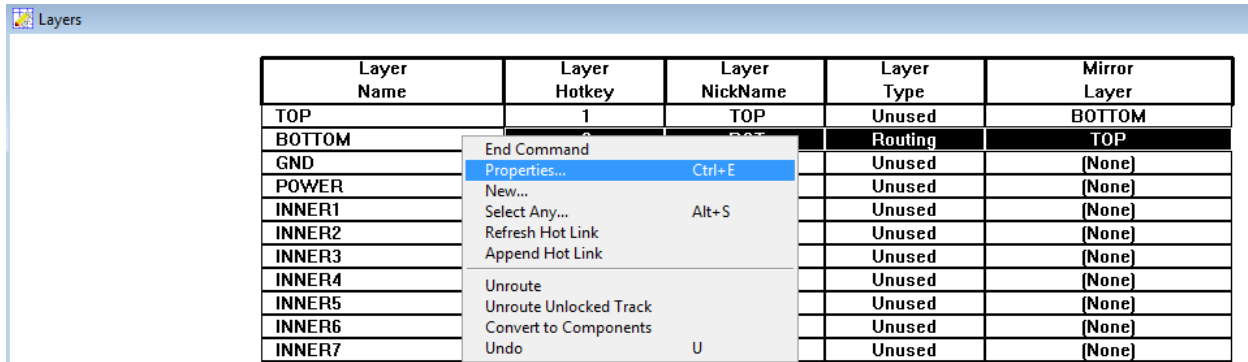 Layers
Layer Layer Layer Layer Mirror
Name Hotkey NickName Type Layer
TOP 1 TOP Unused BOTTOM
BOTTOM Routing TOP
End Command
GND Unused (None)
Properties... Ctrl+E
POWER Unused (None)
New...
INNER1 Unused (None)
Select Any... Alt+S
INNER2 Unused (None)
Refresh Hot Link
INNER3 Unused (None)
Append Hot Link
INNER4 Unused (None)
Unroute
INNER5 Unused (None)
Unroute Unlocked Track
INNER6 Unused (None)
Convert to Components
INNER7 Unused (None)
Undo U